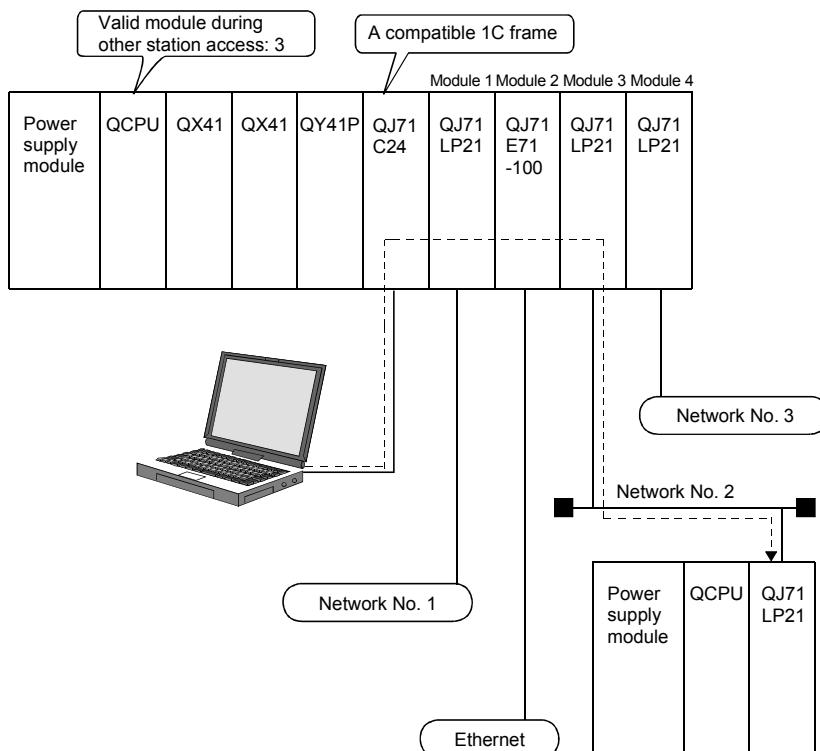 Valid module during
other station access: 3
A compatible 1C frame
Module 1 Module 2 Module 3 Module 4
Power
supply
module
QCPU
QX41
QX41
QY41P
QJ71
C24
QJ71
LP21
QJ71
E71
-100
QJ71
LP21
QJ71
LP21
Network No. 3
Network No. 2
Network No. 1
Power
supply
module
QCPU
QJ71
LP21
Ethernet